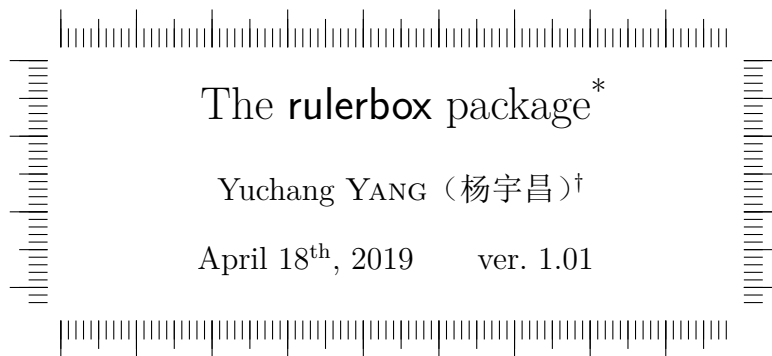 The rulerbox package*
Yuchang YANG（杨宇昌）†
April 18th, 2019 ver. 1.01